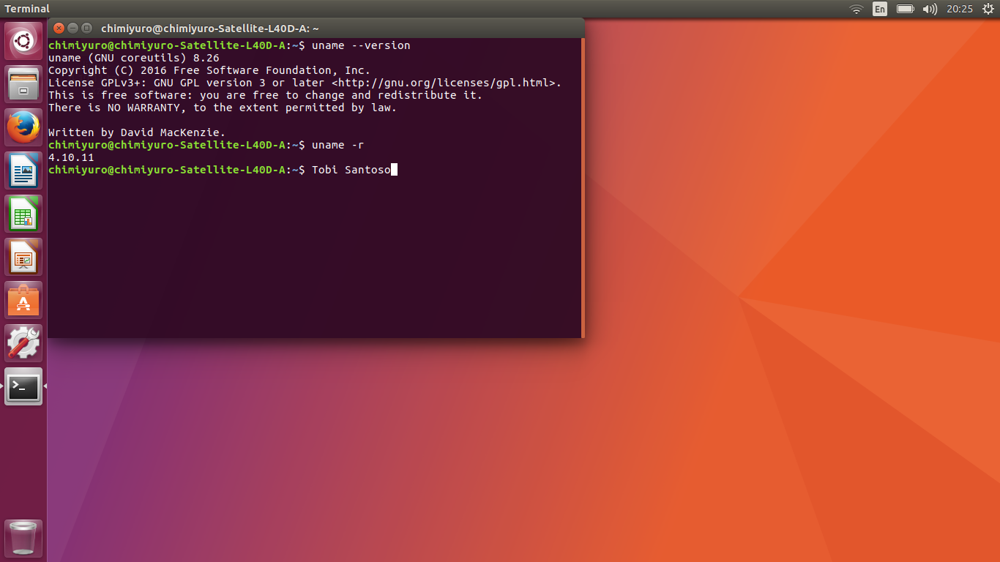 Terminal
En
20:25
chimiyuro@chimiyuro-Satellite-L40D-A: ~
chimiyuro@chimiyuro-Satellite-L40D-A:~$ uname --version
uname (GNU coreutils) 8.26
Copyright (C) 2016 Free Software Foundation, Inc.
License GPLv3+: GNU GPL version 3 or later <http://gnu.org/licenses/gpl.html>.
This is free software: you are free to change and redistribute it.
There is NO WARRANTY, to the extent permitted by law.
Written by David MacKenzie.
chimiyuro@chimiyuro-Satellite-L40D-A:~$ uname -r
4.10.11
chimiyuro@chimiyuro-Satellite-L40D-A:~$ Tobi Santoso